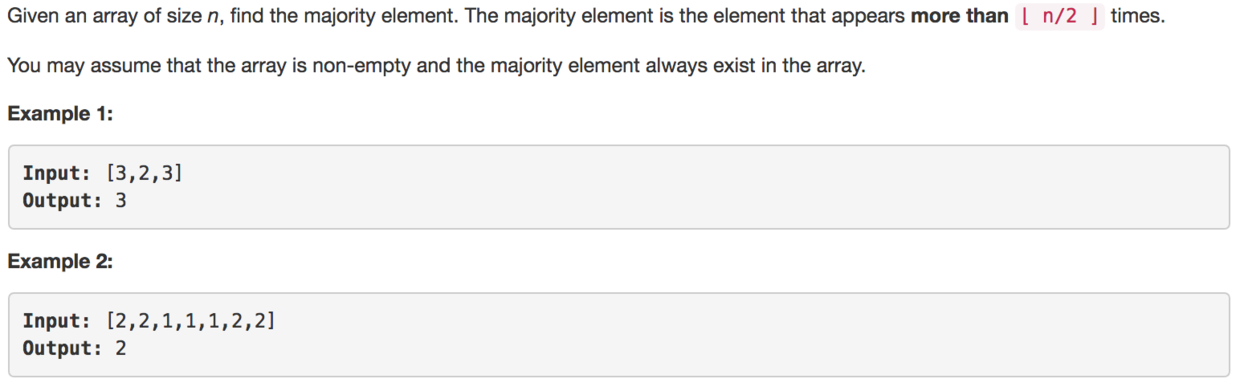 Given an array of size n, find the majority element. The majority element is the element that appears more than ⌊ n/2 ⌋ times.
You may assume that the array is non-empty and the majority element always exist in the array.
Example 1:
Input: [3,2,3]
Output: 3
Example 2:
Input: [2,2,1,1,1,2,2]
Output: 2